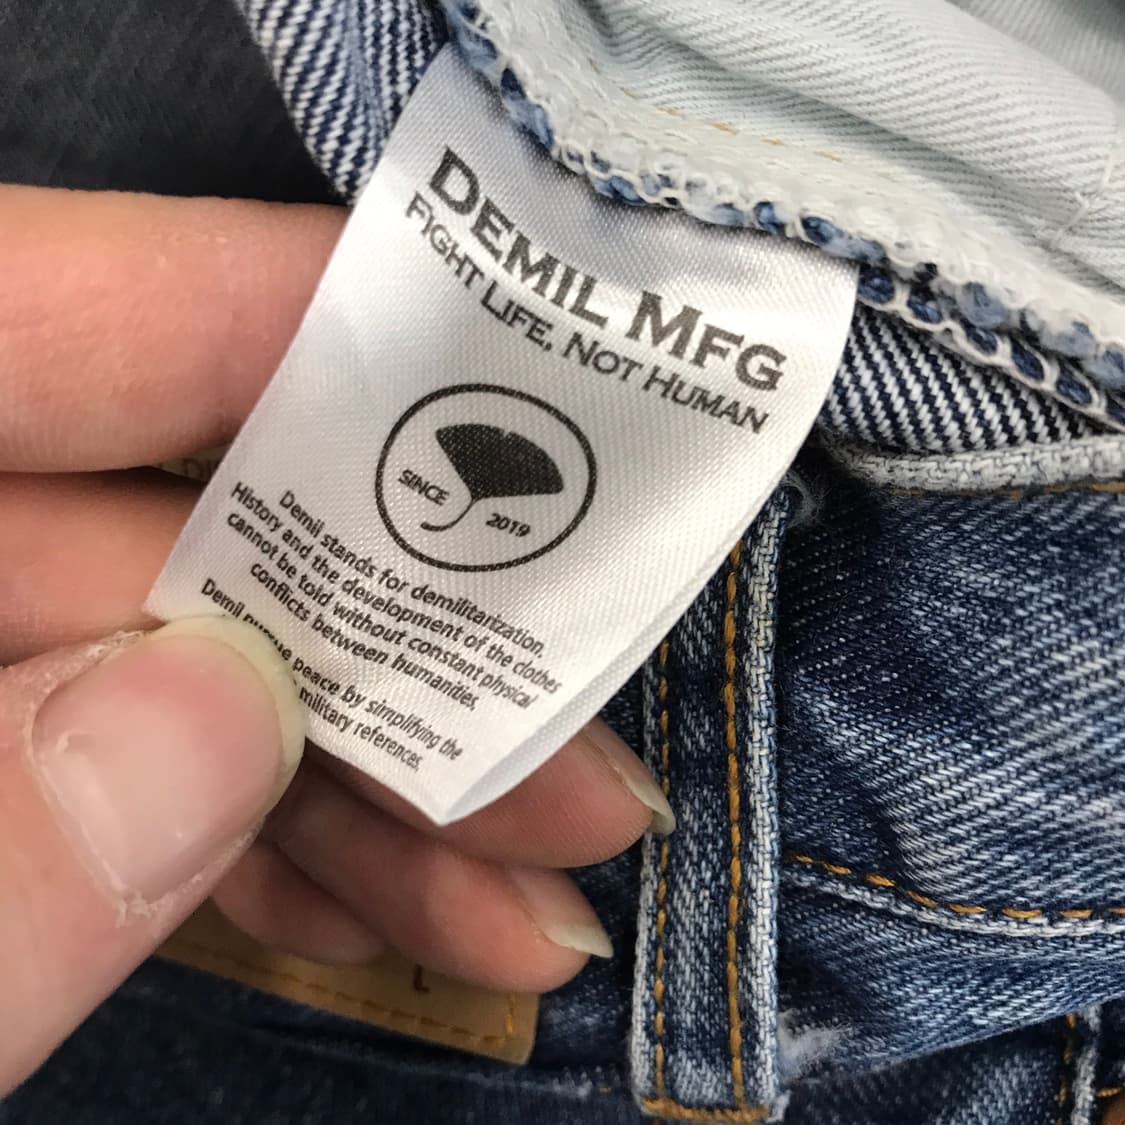 DEMIL MFG
FIGHT LIFE, NOT HUMAN
SINCE
2019
Demil stands for demilitarization.
History and the development of the clothes
cannot be told without constant physical
conflicts between humanities.
Demil peace by simplifying the
military references.
L